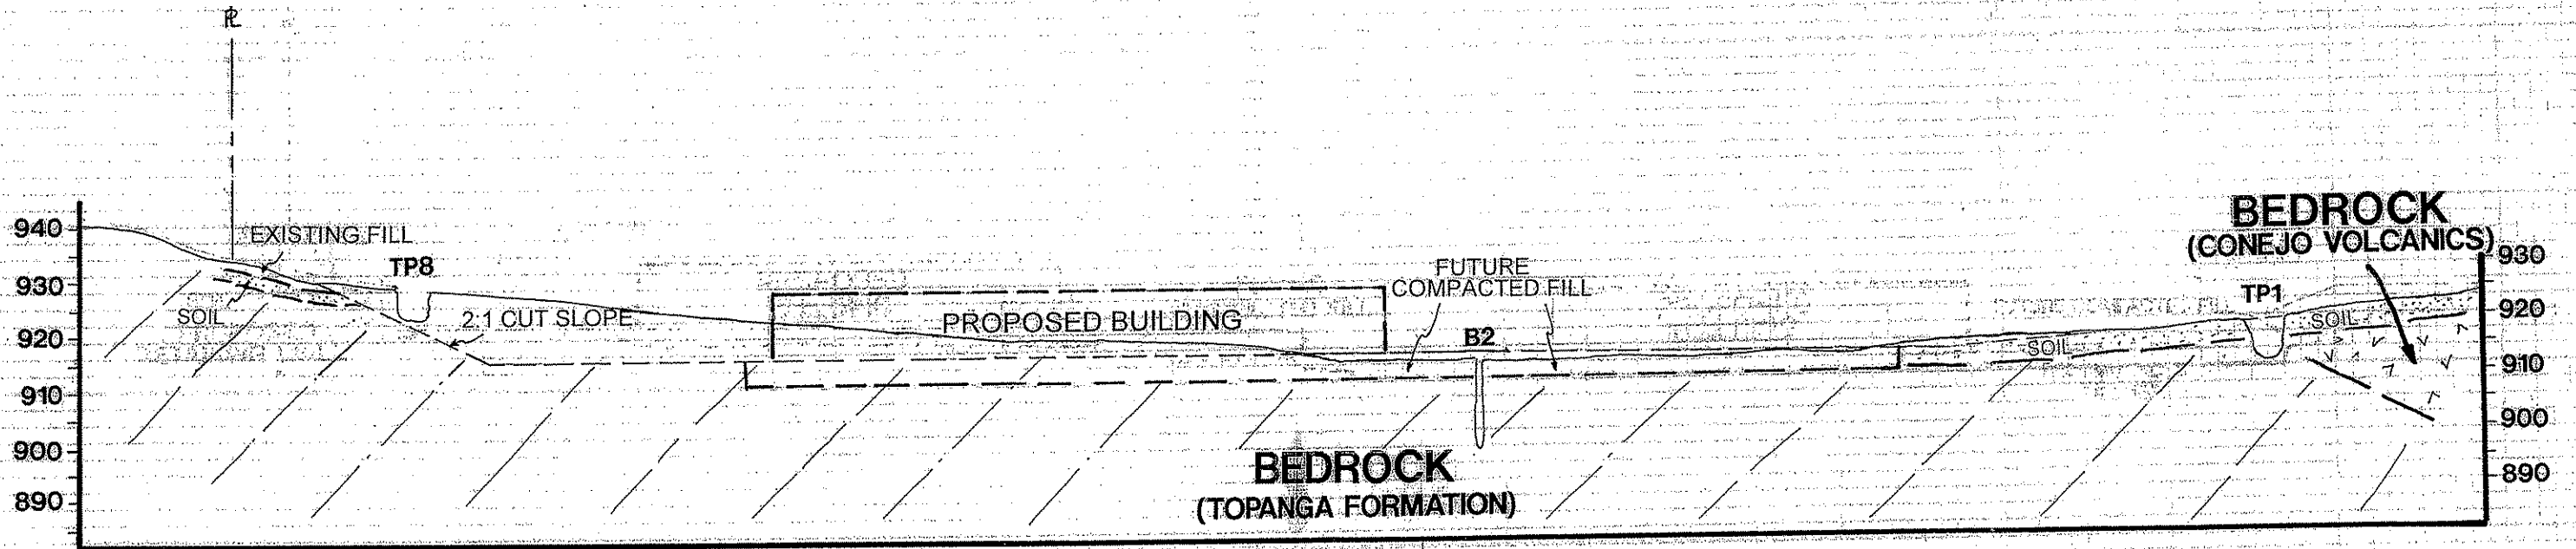 PL
BEDROCK
(CONEJO VOLCANICS)
940
930
920
910
900
890
EXISTING FILL
TP8
SOIL
2:1 CUT SLOPE
PROPOSED BUILDING
FUTURE
COMPACTED FILL
B2
SOIL
TP1
SOIL
930
920
910
900
890
BEDROCK
(TOPANGA FORMATION)